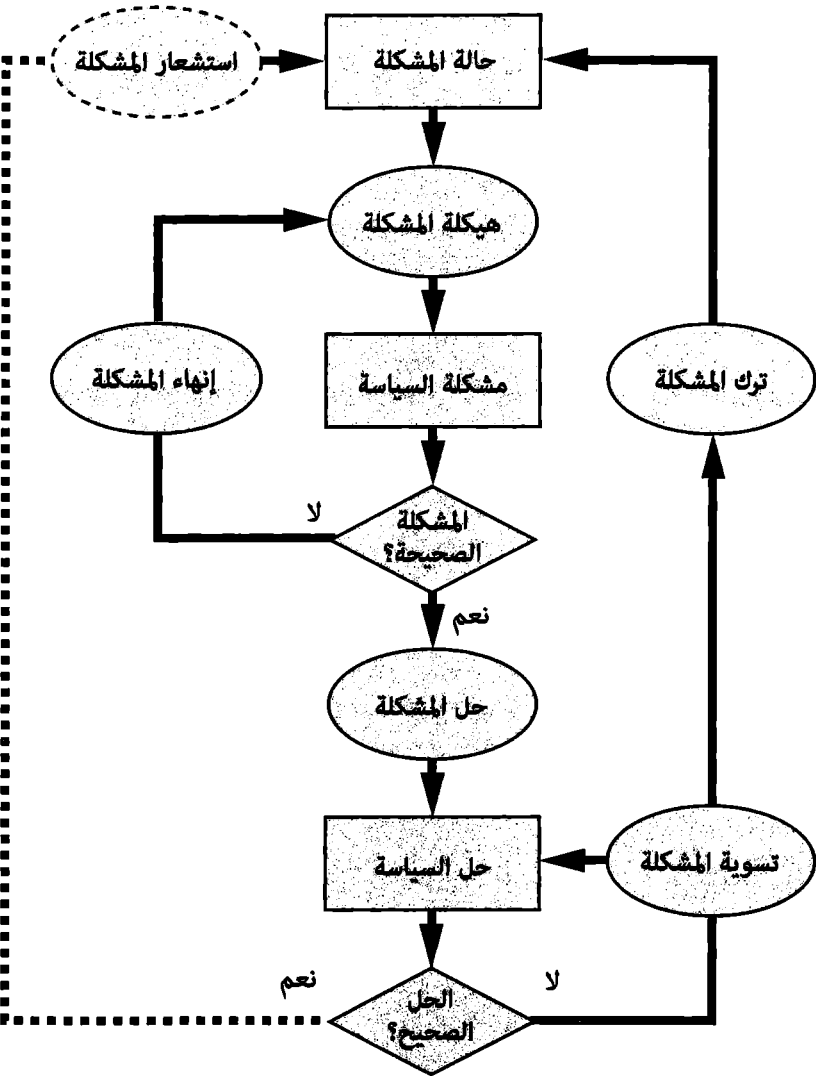 استشعار المشكلة
حالة المشكلة
هيكلة المشكلة
إنهاء المشكلة
مشكلة السياسة
ترك المشكلة
لا
المشكلة
الصحيحة؟
نعم
حل المشكلة
حل السياسة
تسوية المشكلة
نعم
الحل
الصحيح؟
لا